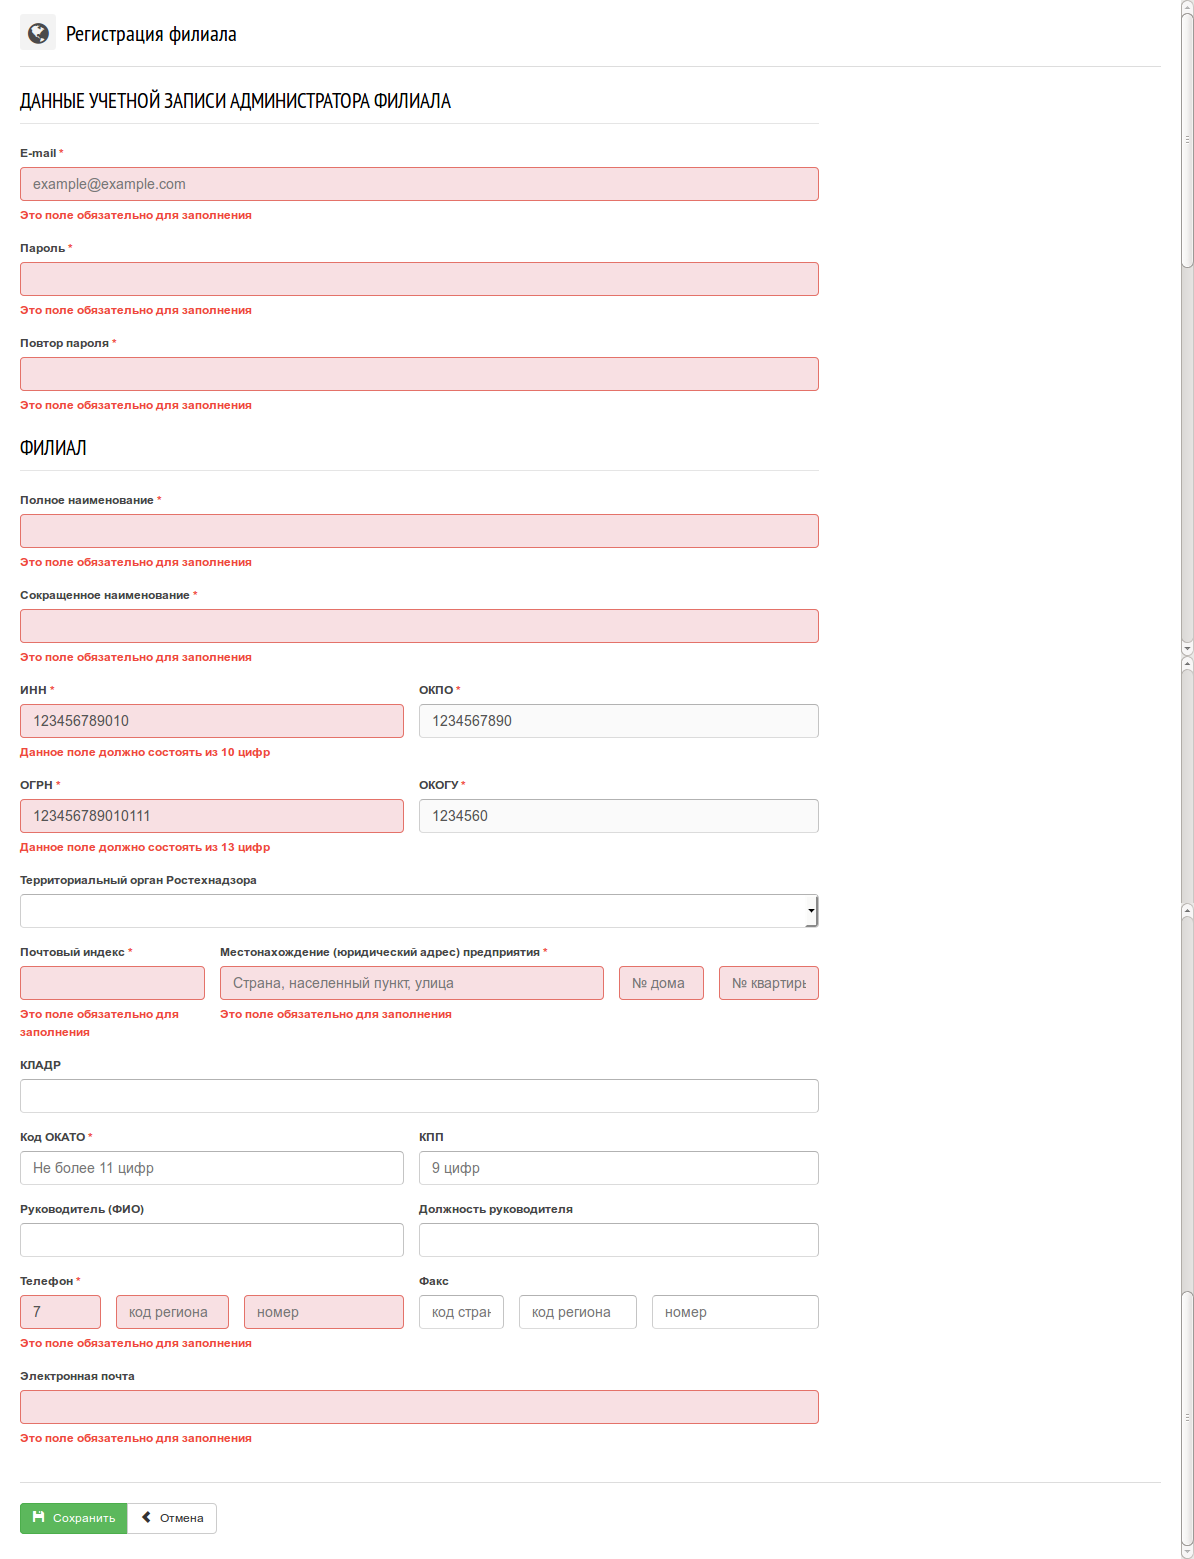 Регистрация филиала
ДАННЫЕ УЧЕТНОЙ ЗАПИСИ АДМИНИСТРАТОРА ФИЛИАЛА
E-mail *
example@example.com
Это поле обязательно для заполнения
Пароль *
Это поле обязательно для заполнения
Повтор пароля *
Это поле обязательно для заполнения
ФИЛИАЛ
Полное наименование *
Это поле обязательно для заполнения
Сокращенное наименование *
Это поле обязательно для заполнения
ИНН * ОКПО *
123456789010 1234567890
Данное поле должно состоять из 10 цифр
ОГРН * ОКОГУ *
123456789010111 1234560
Данное поле должно состоять из 13 цифр
Территориальный орган Ростехнадзора
Почтовый индекс * Местонахождение (юридический адрес) предприятия *
Страна, населенный пункт, улица № дома № квартиры
Это поле обязательно для Это поле обязательно для заполнения
заполнения
КЛАДР
Код ОКАТО * КПП
Не более 11 цифр 9 цифр
Руководитель (ФИО) Должность руководителя
Телефон * Факс
7 код региона номер код стран код региона номер
Это поле обязательно для заполнения
Электронная почта
Это поле обязательно для заполнения
Сохранить Отмена